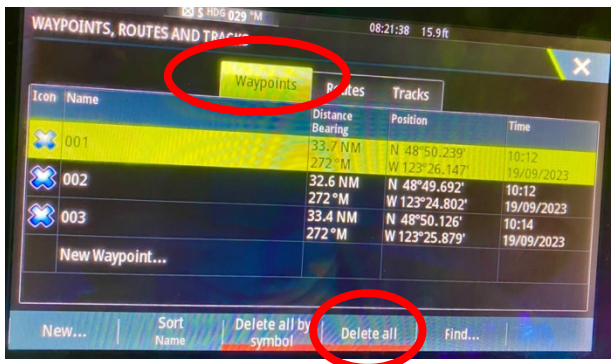 S HDG 029 °M
08:21:38 15.9ft
WAYPOINTS, ROUTES AND TRACKS
Waypoints Routes Tracks
Icon Name Distance Bearing Position Time
001 33.7 NM N 48°50.239' 10:12
272 °M W 123°26.147' 19/09/2023
002 32.6 NM N 48°49.692' 10:12
272 °M W 123°24.802' 19/09/2023
003 33.4 NM N 48°50.126' 10:14
272 °M W 123°25.879' 19/09/2023
New Waypoint...
New... Sort Name Delete all by symbol Delete all Find...